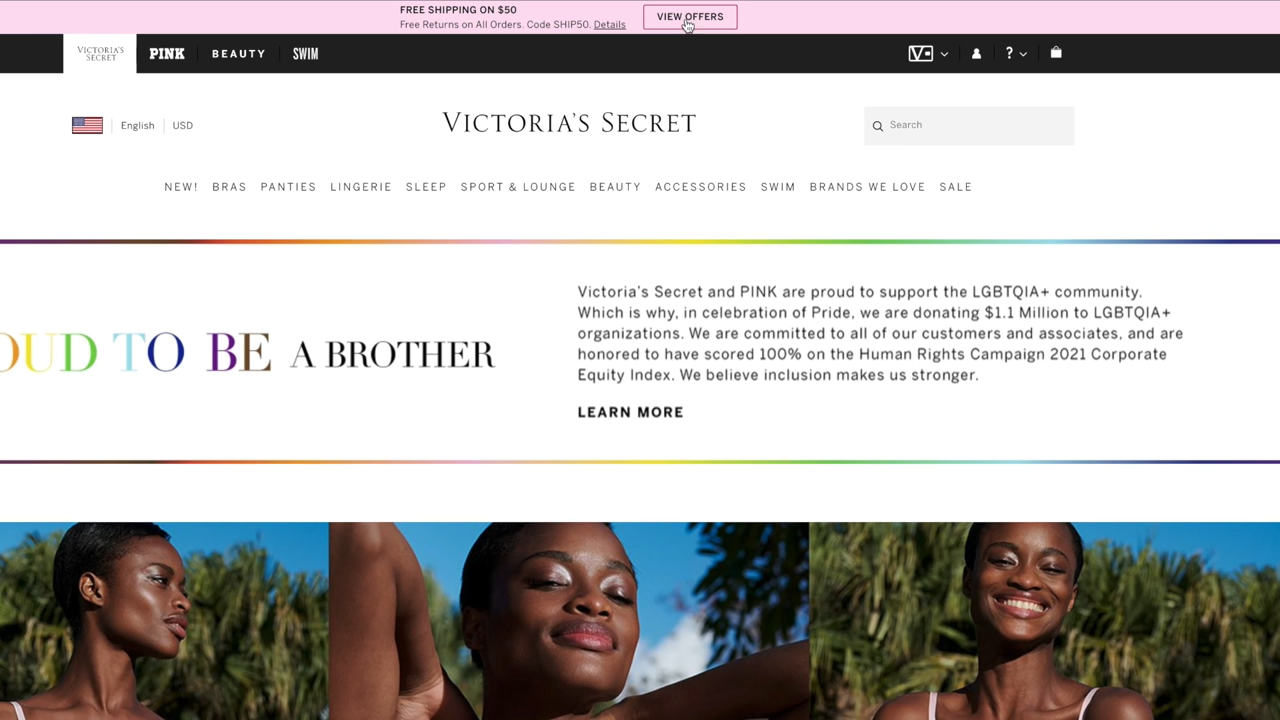 FREE SHIPPING ON $50
Free Returns on All Orders. Code SHIP50. Details
VIEW OFFERS
VICTORIA'S SECRET
PINK
BEAUTY
SWIM
?
English
USD
VICTORIA'S SECRET
Search
NEW! BRAS PANTIES LINGERIE SLEEP SPORT & LOUNGE BEAUTY ACCESSORIES SWIM BRANDS WE LOVE SALE
OUD TO BE A BROTHER
Victoria's Secret and PINK are proud to support the LGBTQIA+ community.
Which is why, in celebration of Pride, we are donating $1.1 Million to LGBTQIA+
organizations. We are committed to all of our customers and associates, and are
honored to have scored 100% on the Human Rights Campaign 2021 Corporate
Equity Index. We believe inclusion makes us stronger.
LEARN MORE